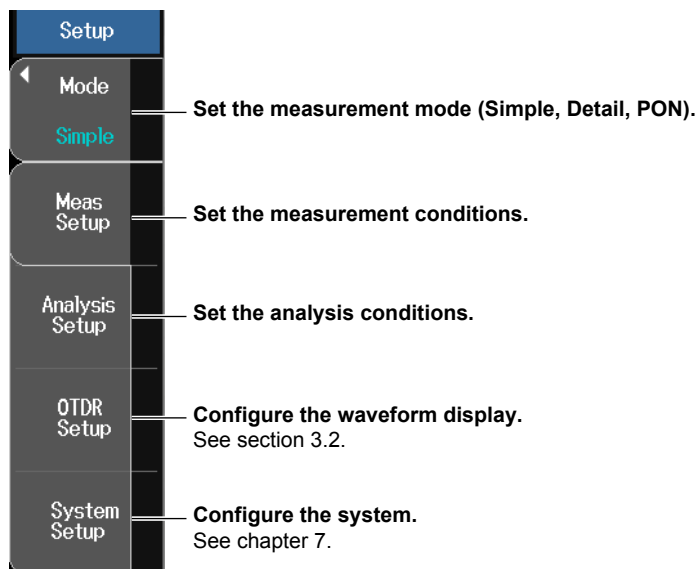 Setup
Mode
Simple
Set the measurement mode (Simple, Detail, PON).
Meas
Setup
Set the measurement conditions.
Analysis
Setup
Set the analysis conditions.
OTDR
Setup
Configure the waveform display.
See section 3.2.
System
Setup
Configure the system.
See chapter 7.